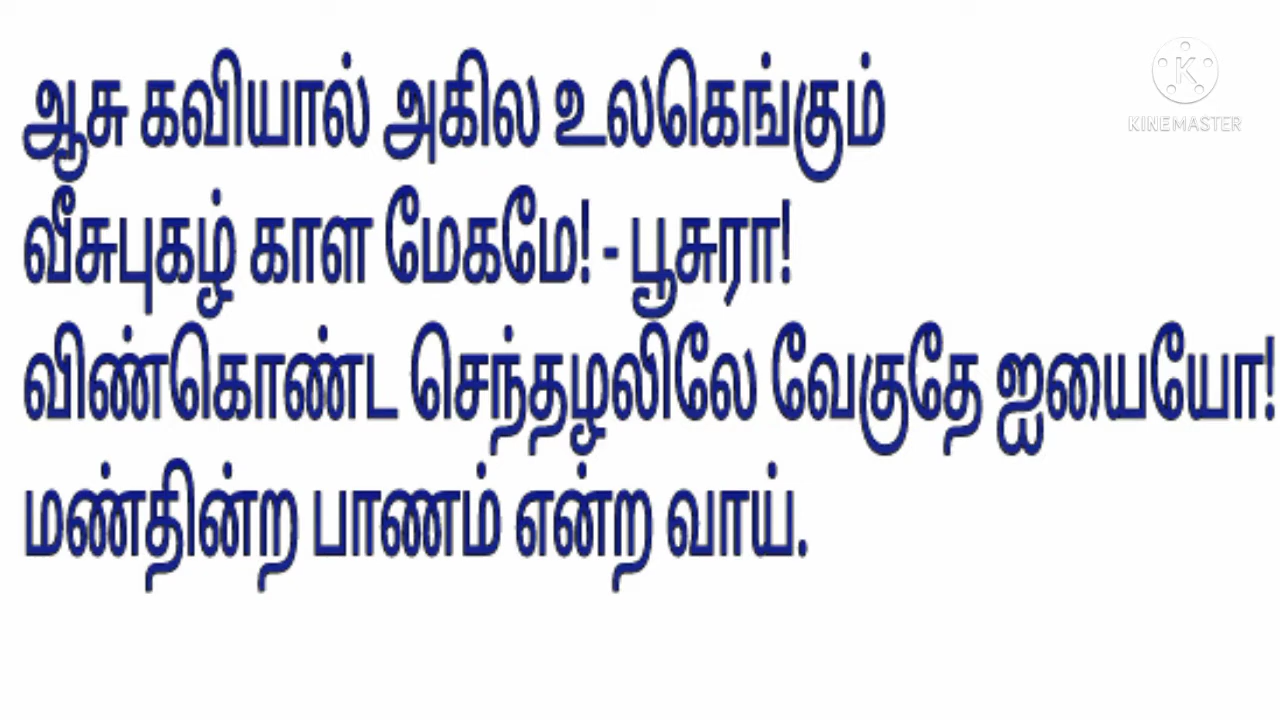 ஆசு கவியால் அகில உலகெங்கும்
வீசுபுகழ் காள மேகமே! - பூசுரா!
விண்கொண்ட செந்தழலிலே வேகுதே ஐயையோ!
மண்தின்ற பாணம் என்ற வாய்.
K
KINEMASTER